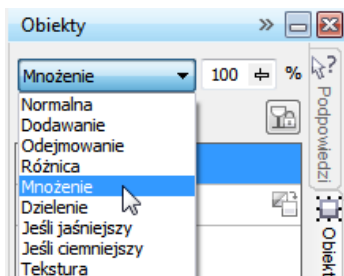 Obiekty
Mnożenie 100 %
Normalna
Dodawanie
Odejmowanie
Różnica
Mnożenie
Dzielenie
Jeśli jaśniejszy
Jeśli ciemniejszy
Tekstura
Podpowiedzi
Obiekt